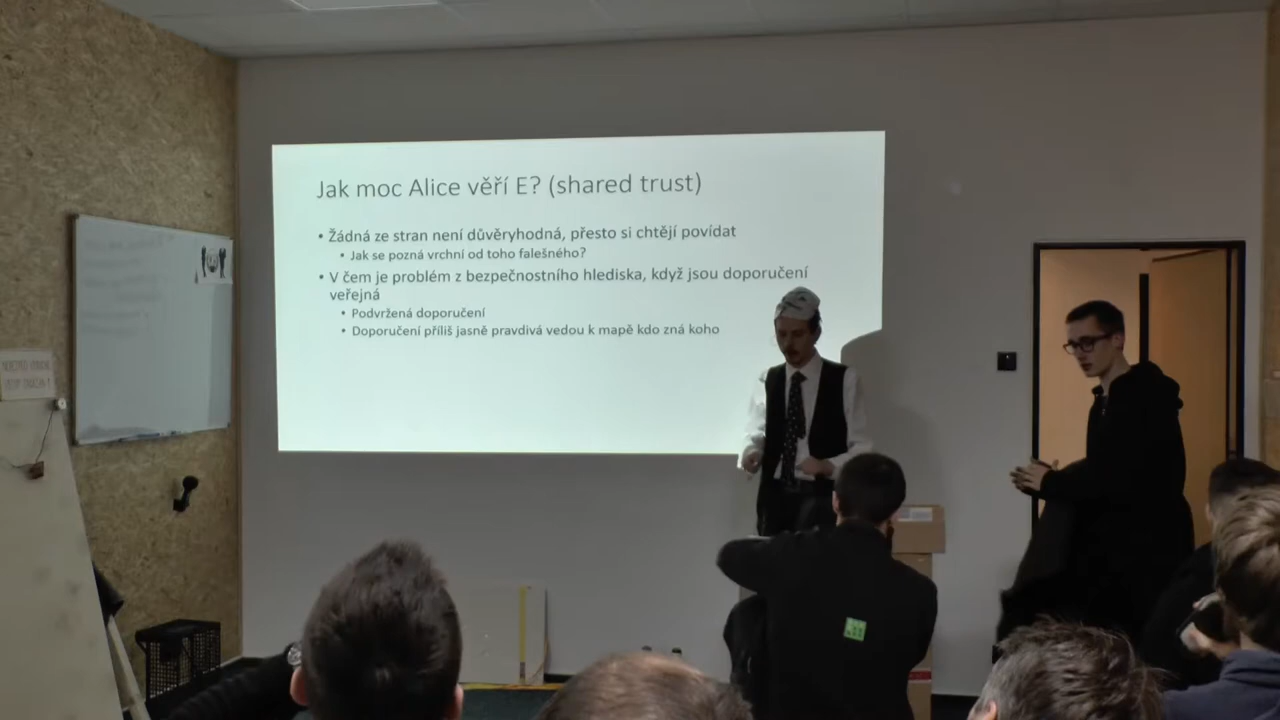 Jak moc Alice věří E? (shared trust)
• Žádná ze stran není důvěryhodná, přesto si chtějí povídat
• Jak se pozná vrchní od toho falešného?
• V čem je problém z bezpečnostního hlediska, když jsou doporučení
veřejná
• Podvržená doporučení
• Doporučení příliš jasně pravdivá vedou k mapě kdo zná koho